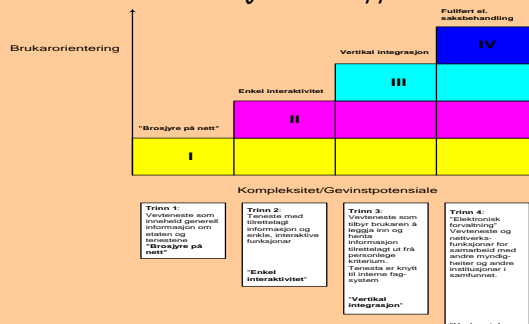 Fullført el.
saksbehandling
Brukarorientering
Vertikal integrasjon
IV
Enkel interaktivitet
III
"Brosjyre på nett"
II
I
Kompleksitet/Gevinstpotensiale
Trinn 1:
Vevteneste som
inneheld generell
informasjon om
etaten og
tenestene
"Brosjyre på
nett"
Trinn 2:
Teneste med
tilrettelagt
informasjon og
enkle, interaktive
funksjonar
"Enkel
interaktivitet"
Trinn 3:
Vevteneste som
tilbyr brukaren å
leggja inn og
henta
informasjon
tilrettelagt ut frå
personlege
kriterium.
Tenesta er knytt
til interne fag-
system
"Vertikal
integrasjon"
Trinn 4:
"Elektronisk
forvaltning"
Vevteneste og
nettverks-
funksjonar for
samarbeid med
andre myndig-
heiter og andre
institusjonar i
samfunnet.